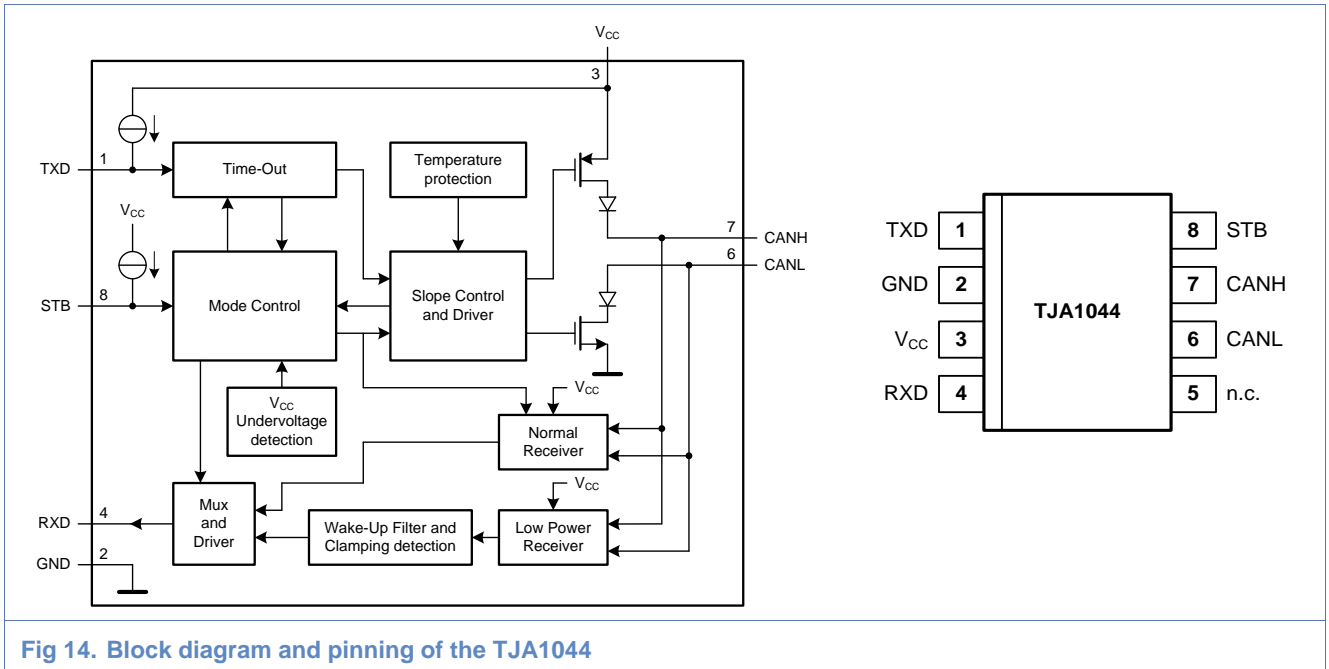 VCC
3
TXD
1
Time-Out
Temperature
protection
VCC
7
CANH
6
CANL
STB
8
Mode Control
Slope Control
and Driver
VCC
Undervoltage
detection
VCC
Normal
Receiver
VCC
RXD
4
Mux
and
Driver
Wake-Up Filter and
Clamping detection
Low Power
Receiver
GND
2
TXD 1
GND 2
VCC 3
RXD 4
TJA1044
8 STB
7 CANH
6 CANL
5 n.c.
Fig 14. Block diagram and pinning of the TJA1044